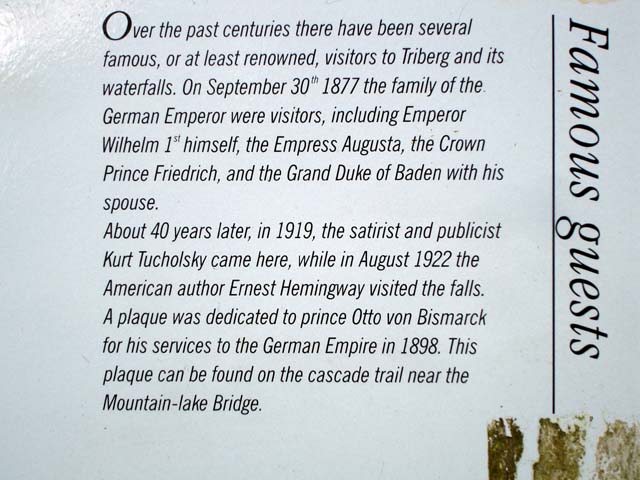 Over the past centuries there have been several
famous, or at least renowned, visitors to Triberg and its
waterfalls. On September 30th 1877 the family of the
German Emperor were visitors, including Emperor
Wilhelm 1st himself, the Empress Augusta, the Crown
Prince Friedrich, and the Grand Duke of Baden with his
spouse.
About 40 years later, in 1919, the satirist and publicist
Kurt Tucholsky came here, while in August 1922 the
American author Ernest Hemingway visited the falls.
A plaque was dedicated to prince Otto von Bismarck
for his services to the German Empire in 1898. This
plaque can be found on the cascade trail near the
Mountain-lake Bridge.
Famous guests